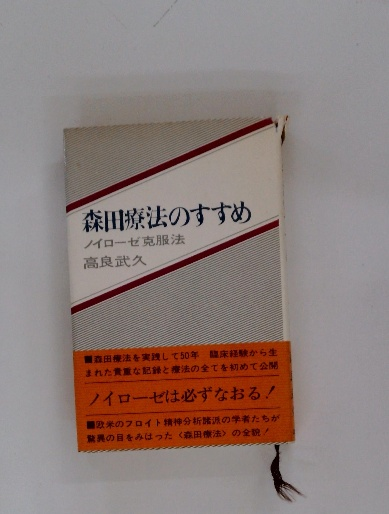 森田療法のすすめ
ノイローゼ克服法
高良武久
■森田療法を実践して50年 臨床経験から生
まれた貴重な記録と療法の全てを初めて公開
ノイローゼは必ずなおる!
■欧米のフロイト精神分析諸派の学者たちが
驚異の目をみはった〈森田療法〉の全貌!